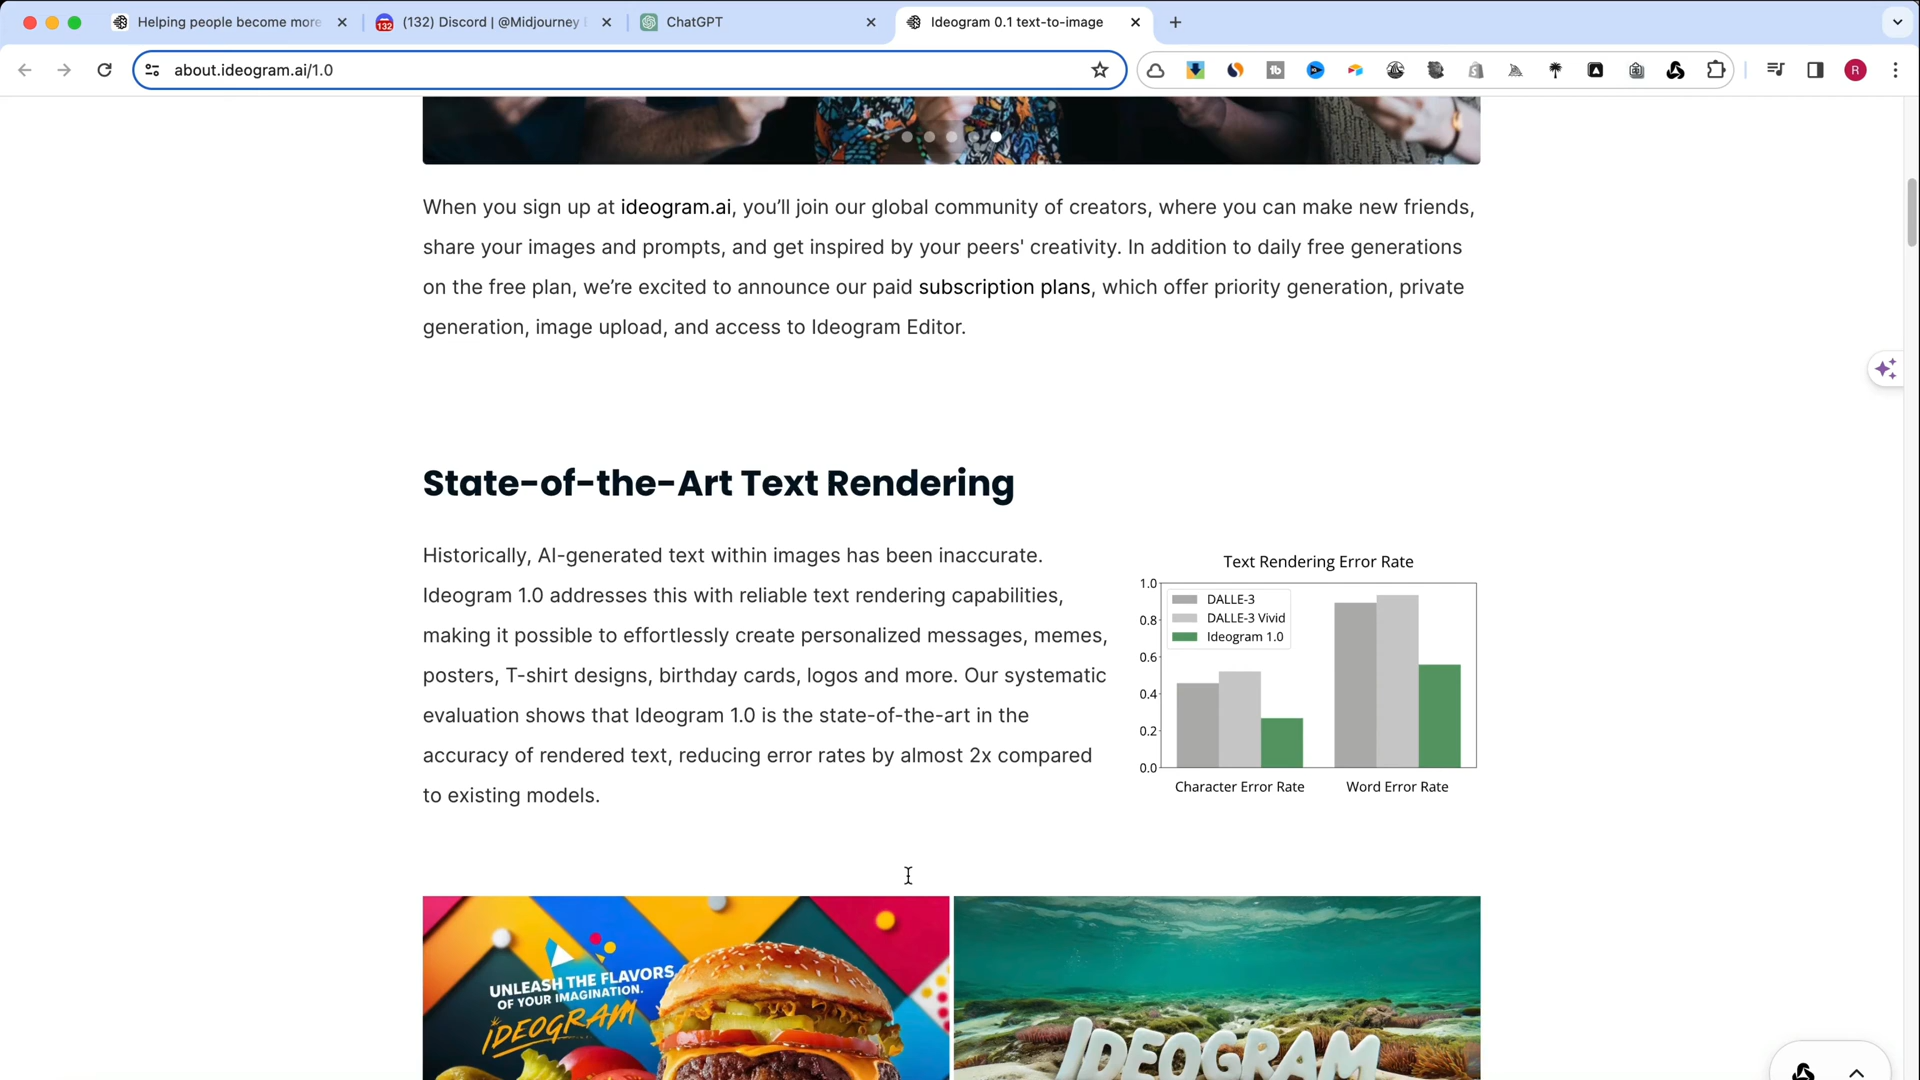 Helping people become more
132
(132) Discord | @Midjourney
ChatGPT
Ideogram 0.1 text-to-image
about.ideogram.ai/1.0
tb
R
When you sign up at ideogram.ai, you’ll join our global community of creators, where you can make new friends,
share your images and prompts, and get inspired by your peers' creativity. In addition to daily free generations
on the free plan, we’re excited to announce our paid subscription plans, which offer priority generation, private
generation, image upload, and access to Ideogram Editor.
State-of-the-Art Text Rendering
Historically, AI-generated text within images has been inaccurate.
Ideogram 1.0 addresses this with reliable text rendering capabilities,
making it possible to effortlessly create personalized messages, memes,
posters, T-shirt designs, birthday cards, logos and more. Our systematic
evaluation shows that Ideogram 1.0 is the state-of-the-art in the
accuracy of rendered text, reducing error rates by almost 2x compared
to existing models.
Text Rendering Error Rate
1.0
0.8
0.6
0.4
0.2
0.0
DALLE-3
DALLE-3 Vivid
Ideogram 1.0
Character Error Rate
Word Error Rate
UNLEASH THE FLAVORS
OF YOUR IMAGINATION.
IDEOGRAM
IDEOGRAM